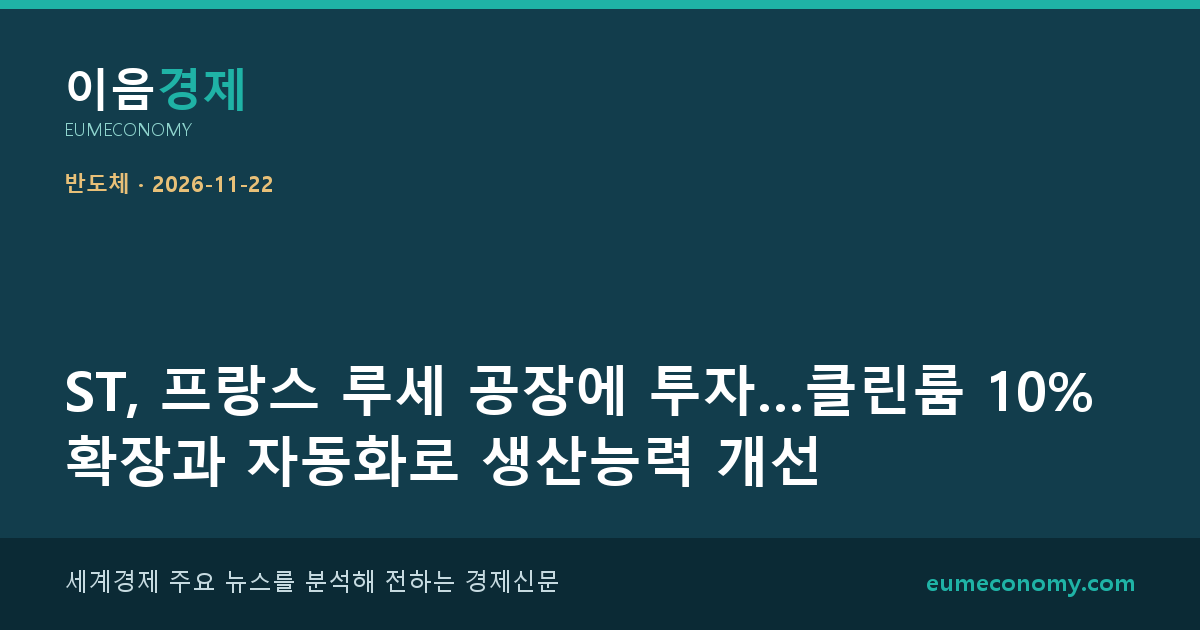 이음경제
EUMECONOMY
반도체 · 2026-11-22
ST, 프랑스 루세 공장에 투자…클린룸 10%
확장과 자동화로 생산능력 개선
세계경제 주요 뉴스를 분석해 전하는 경제신문
eumeconomy.com